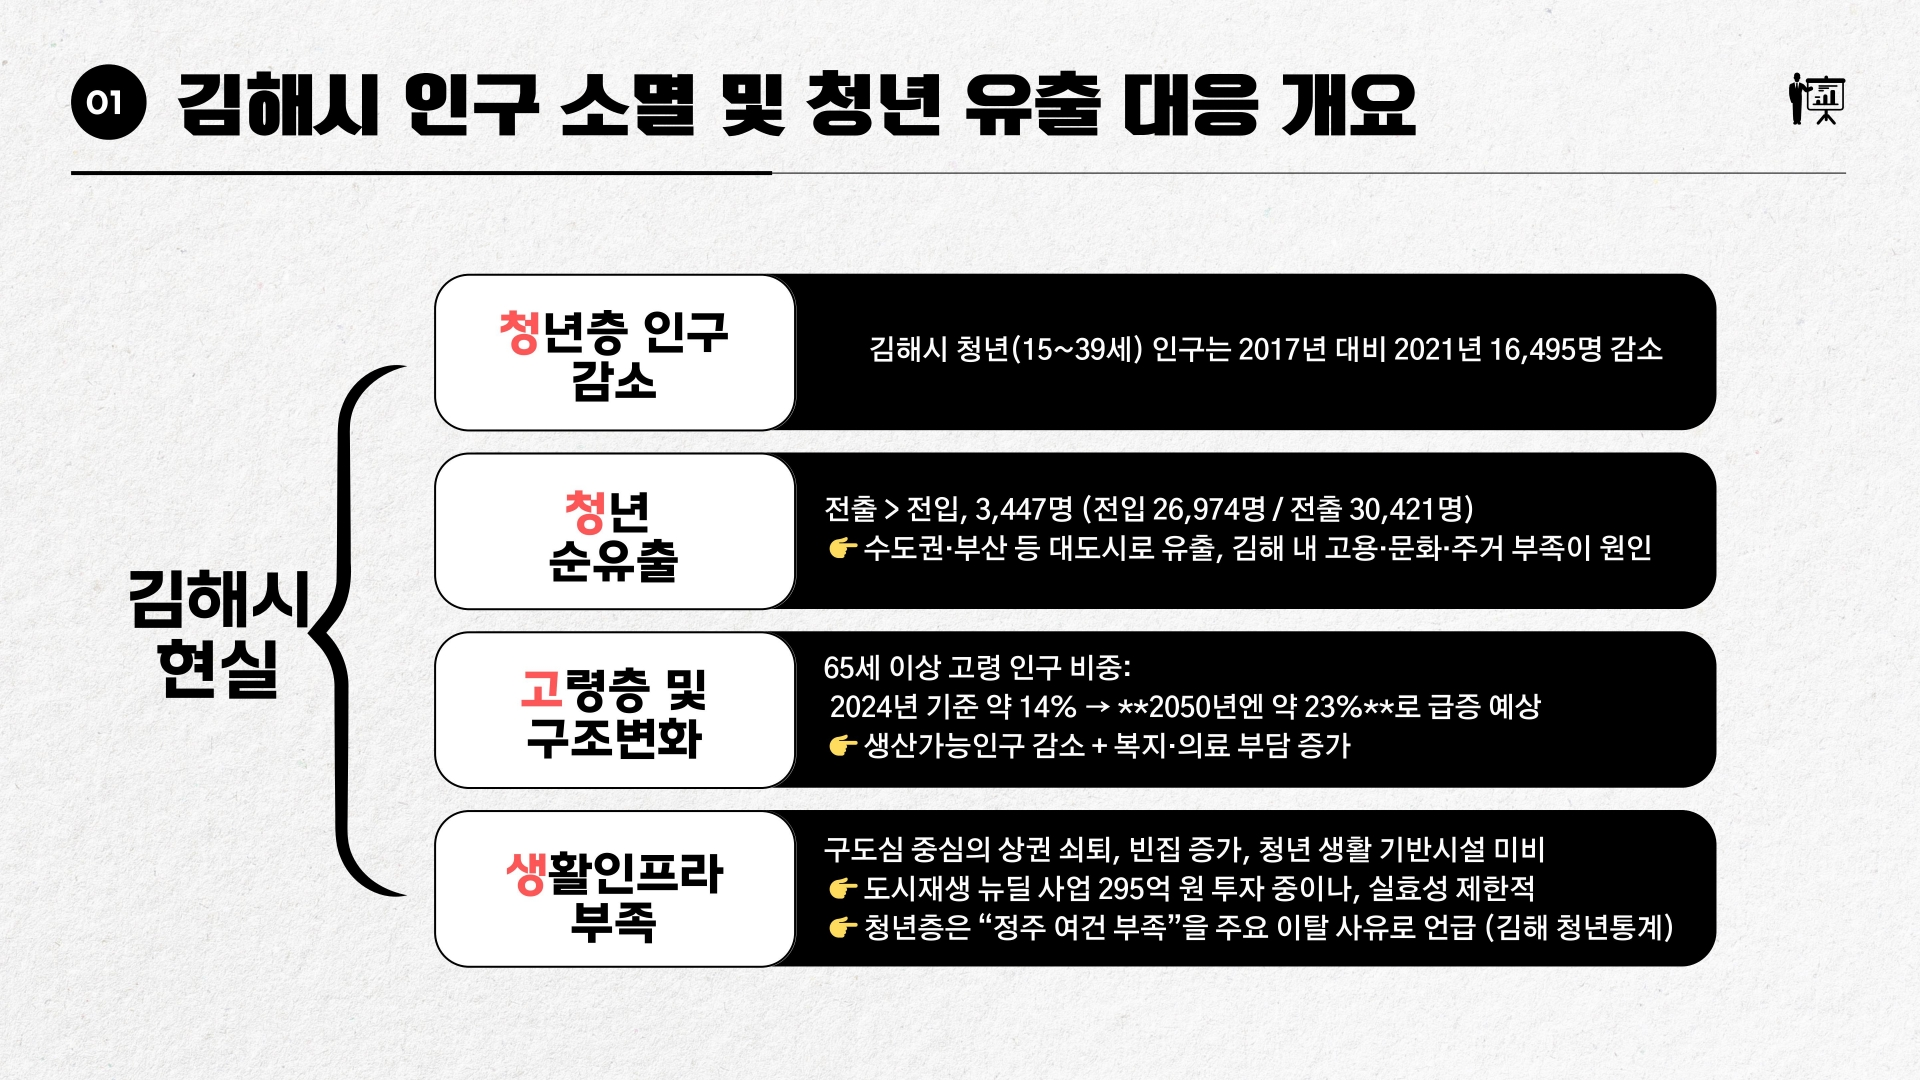 01 김해시 인구 소멸 및 청년 유출 대응 개요
김해시
현실
청년층 인구
감소
김해시 청년(15~39세) 인구는 2017년 대비 2021년 16,495명 감소
청년
순유출
전출 > 전입, 3,447명 (전입 26,974명 / 전출 30,421명)
👉 수도권·부산 등 대도시로 유출, 김해 내 고용·문화·주거 부족이 원인
고령층 및
구조변화
65세 이상 고령 인구 비중:
2024년 기준 약 14% → **2050년엔 약 23%**로 급증 예상
👉 생산가능인구 감소 + 복지·의료 부담 증가
생활인프라
부족
구도심 중심의 상권 쇠퇴, 빈집 증가, 청년 생활 기반시설 미비
👉 도시재생 뉴딜 사업 295억 원 투자 중이나, 실효성 제한적
👉 청년층은 “정주 여건 부족”을 주요 이탈 사유로 언급 (김해 청년통계)